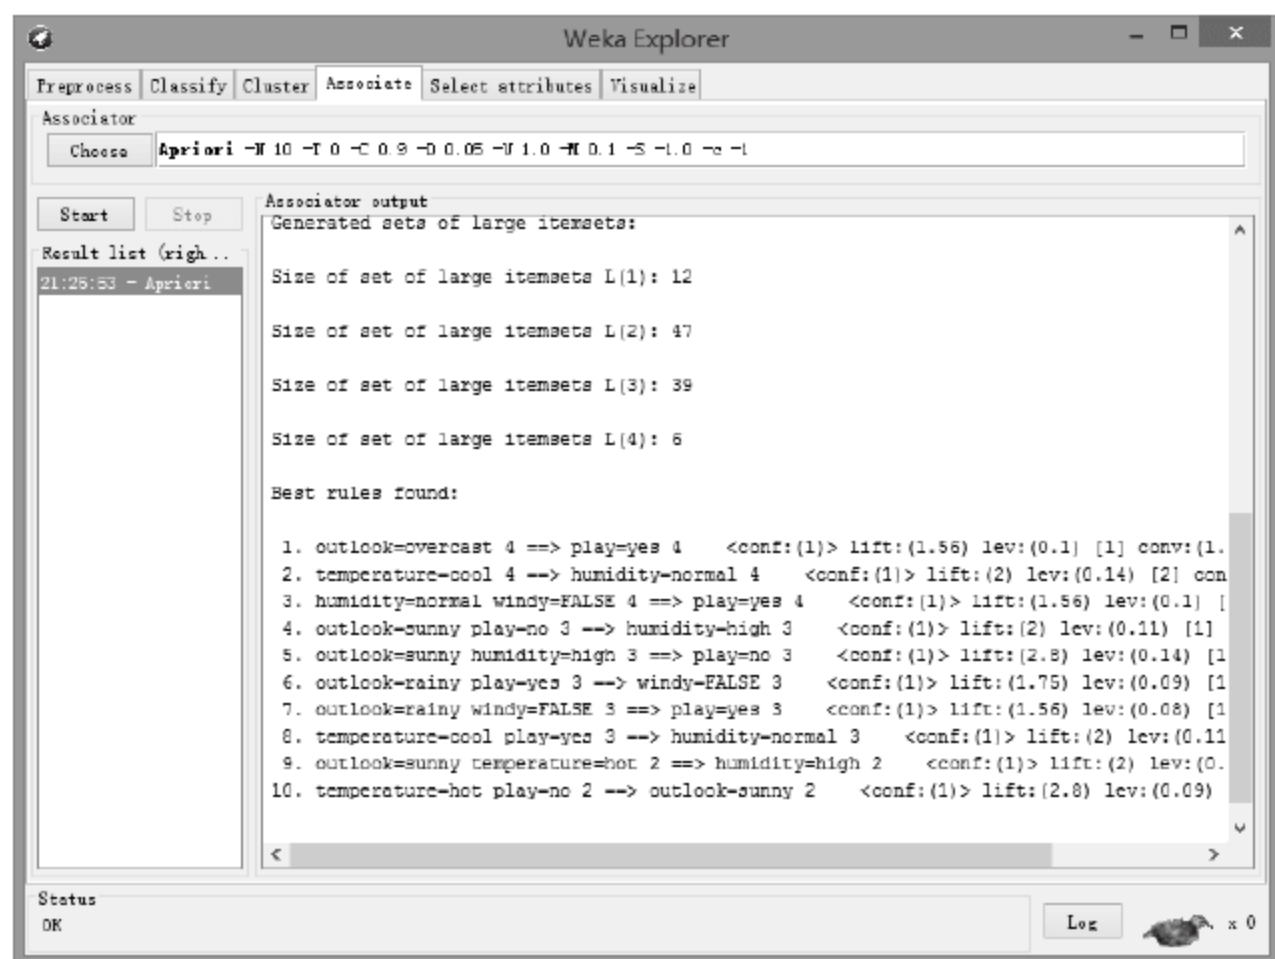 Weka Explorer
Preprocess Classify Cluster Associate Select attributes Visualize
Associator
Choose Apriori -N 10 -T 0 -C 0.9 -D 0.05 -U 1.0 -M 0.1 -S -1.0 -c -1
Start Stop
Associator output
Result list (righ...
21:25:53 - Apriori
Generated sets of large itemsets:
Size of set of large itemsets L(1): 12
Size of set of large itemsets L(2): 47
Size of set of large itemsets L(3): 39
Size of set of large itemsets L(4): 6
Best rules found:
1. outlook=overcast 4 ==> play=yes 4 <conf:(1)> lift:(1.56) lev:(0.1) [1] conv:(1.
2. temperature=cool 4 ==> humidity=normal 4 <conf:(1)> lift:(2) lev:(0.14) [2] con
3. humidity=normal windy=FALSE 4 ==> play=yes 4 <conf:(1)> lift:(1.56) lev:(0.1) [
4. outlook=sunny play=no 3 ==> humidity=high 3 <conf:(1)> lift:(2) lev:(0.11) [1]
5. outlook=sunny humidity=high 3 ==> play=no 3 <conf:(1)> lift:(2.8) lev:(0.14) [1
6. outlook=rainy play=yes 3 ==> windy=FALSE 3 <conf:(1)> lift:(1.75) lev:(0.09) [1
7. outlook=rainy windy=FALSE 3 ==> play=yes 3 <conf:(1)> lift:(1.56) lev:(0.08) [1
8. temperature=cool play=yes 3 ==> humidity=normal 3 <conf:(1)> lift:(2) lev:(0.11
9. outlook=sunny temperature=hot 2 ==> humidity=high 2 <conf:(1)> lift:(2) lev:(0.
10. temperature=hot play=no 2 ==> outlook=sunny 2 <conf:(1)> lift:(2.8) lev:(0.09)
Status
OK
Log
x 0